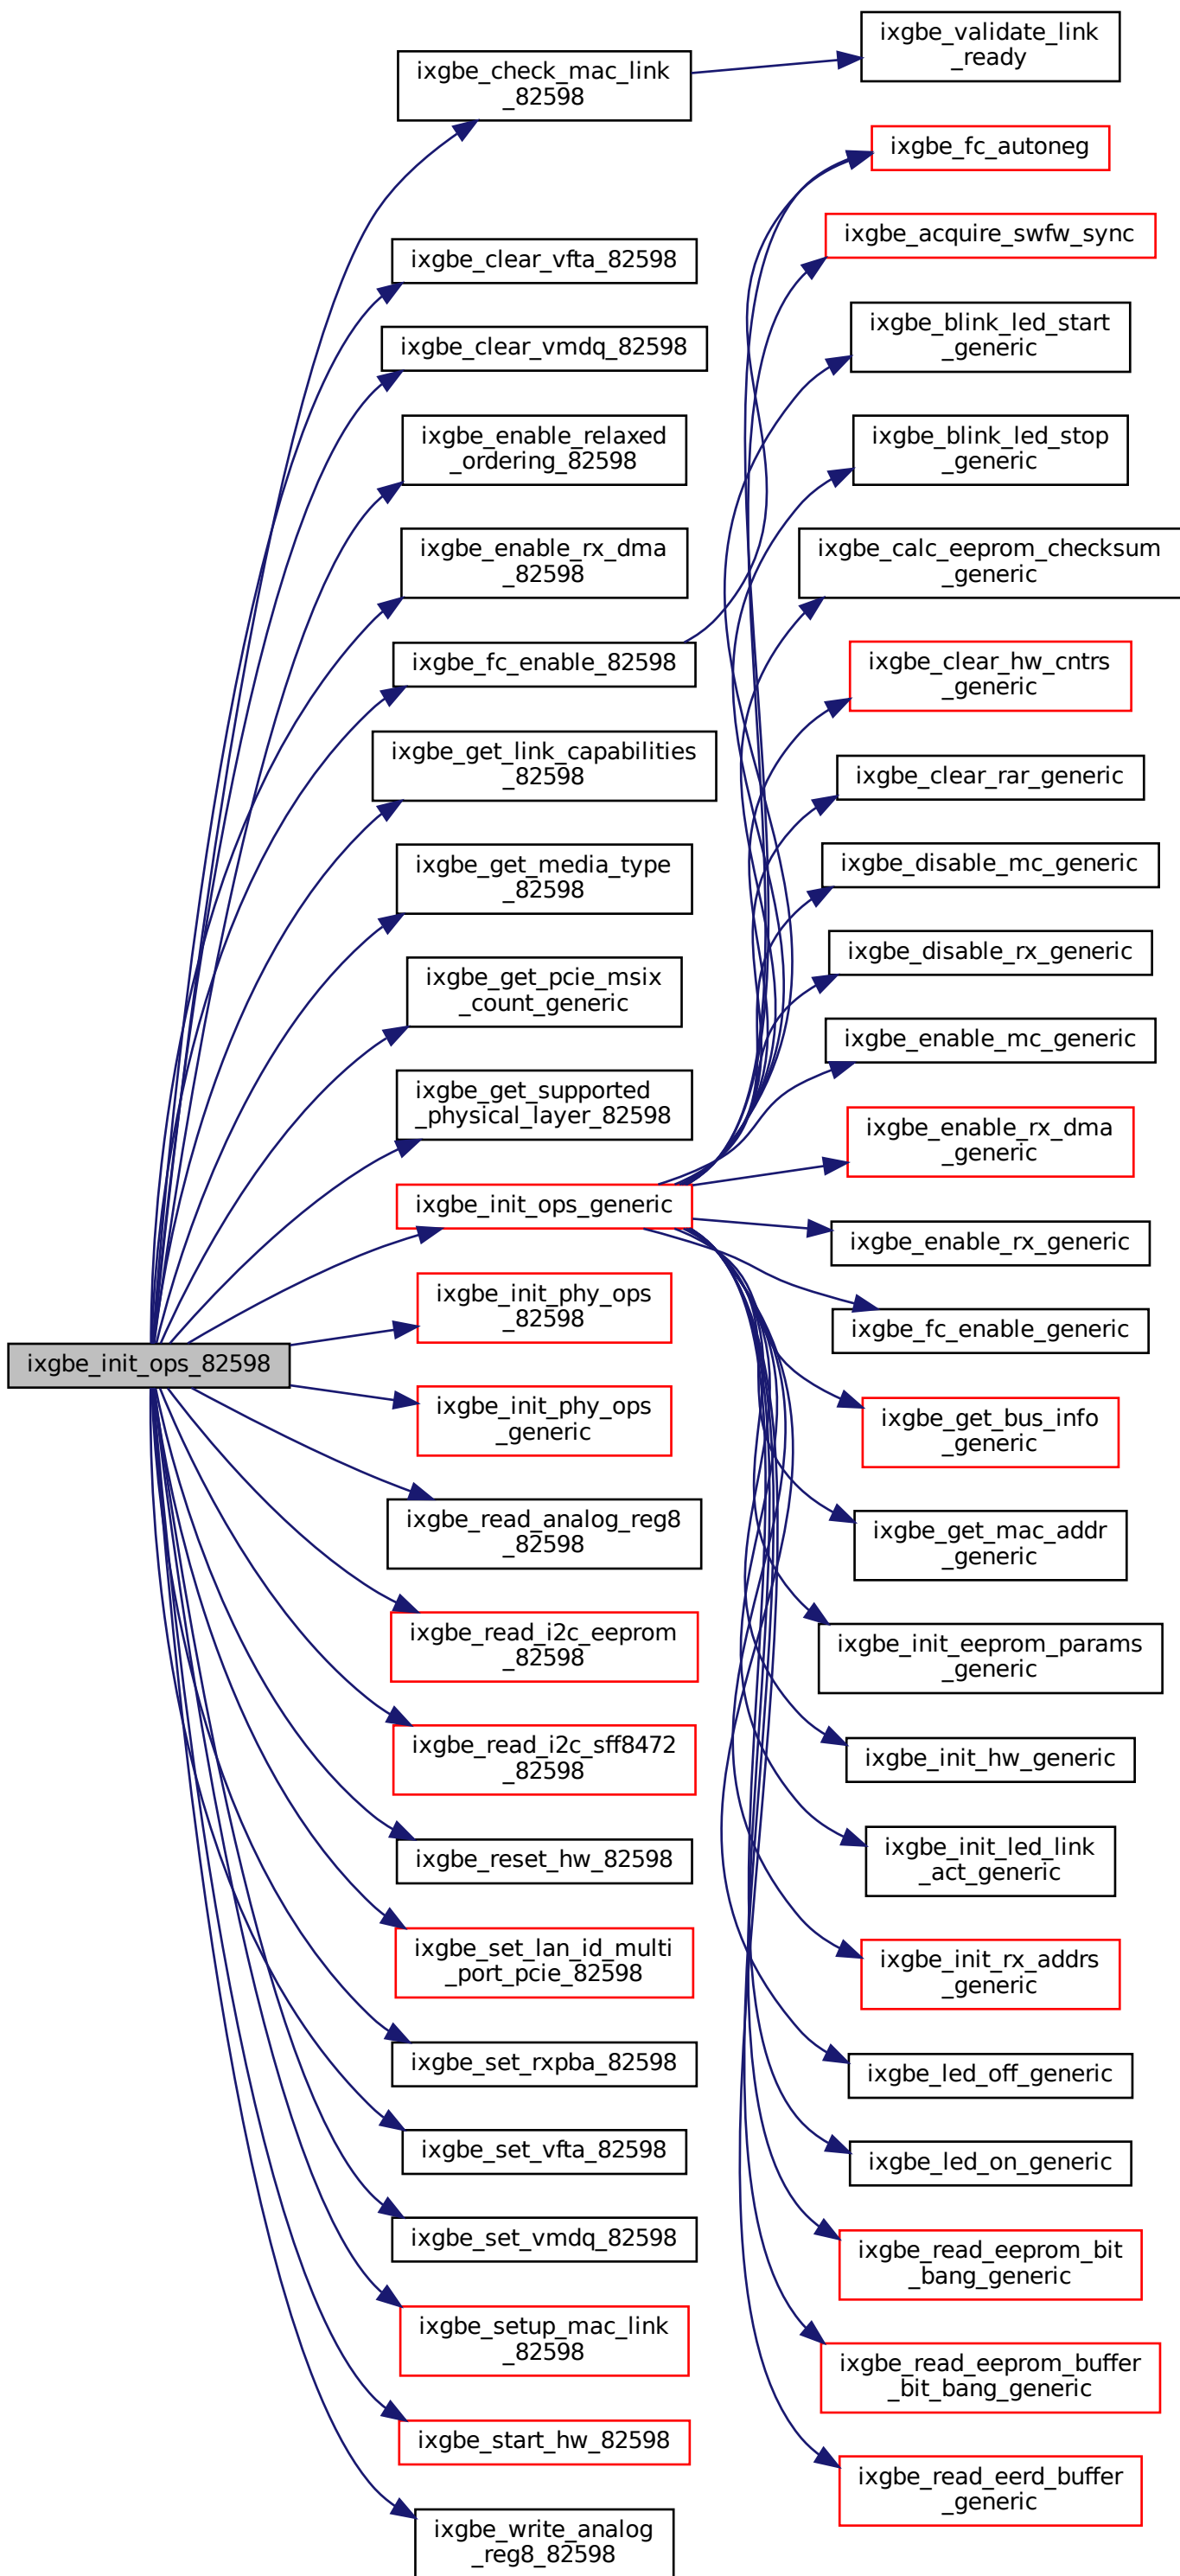 ixgbe_init_ops_82598
ixgbe_check_mac_link
_82598
ixgbe_clear_vfta_82598
ixgbe_clear_vmdq_82598
ixgbe_enable_relaxed
_ordering_82598
ixgbe_enable_rx_dma
_82598
ixgbe_fc_enable_82598
ixgbe_get_link_capabilities
_82598
ixgbe_get_media_type
_82598
ixgbe_get_pcie_msix
_count_generic
ixgbe_get_supported
_physical_layer_82598
ixgbe_init_ops_generic
ixgbe_init_phy_ops
_82598
ixgbe_init_phy_ops
_generic
ixgbe_read_analog_reg8
_82598
ixgbe_read_i2c_eeprom
_82598
ixgbe_read_i2c_sff8472
_82598
ixgbe_reset_hw_82598
ixgbe_set_lan_id_multi
_port_pcie_82598
ixgbe_set_rxpba_82598
ixgbe_set_vfta_82598
ixgbe_set_vmdq_82598
ixgbe_setup_mac_link
_82598
ixgbe_start_hw_82598
ixgbe_write_analog
_reg8_82598
ixgbe_validate_link
_ready
ixgbe_fc_autoneg
ixgbe_acquire_swfw_sync
ixgbe_blink_led_start
_generic
ixgbe_blink_led_stop
_generic
ixgbe_calc_eeprom_checksum
_generic
ixgbe_clear_hw_cntrs
_generic
ixgbe_clear_rar_generic
ixgbe_disable_mc_generic
ixgbe_disable_rx_generic
ixgbe_enable_mc_generic
ixgbe_enable_rx_dma
_generic
ixgbe_enable_rx_generic
ixgbe_fc_enable_generic
ixgbe_get_bus_info
_generic
ixgbe_get_mac_addr
_generic
ixgbe_init_eeprom_params
_generic
ixgbe_init_hw_generic
ixgbe_init_led_link
_act_generic
ixgbe_init_rx_addrs
_generic
ixgbe_led_off_generic
ixgbe_led_on_generic
ixgbe_read_eeprom_bit
_bang_generic
ixgbe_read_eeprom_buffer
_bit_bang_generic
ixgbe_read_eerd_buffer
_generic